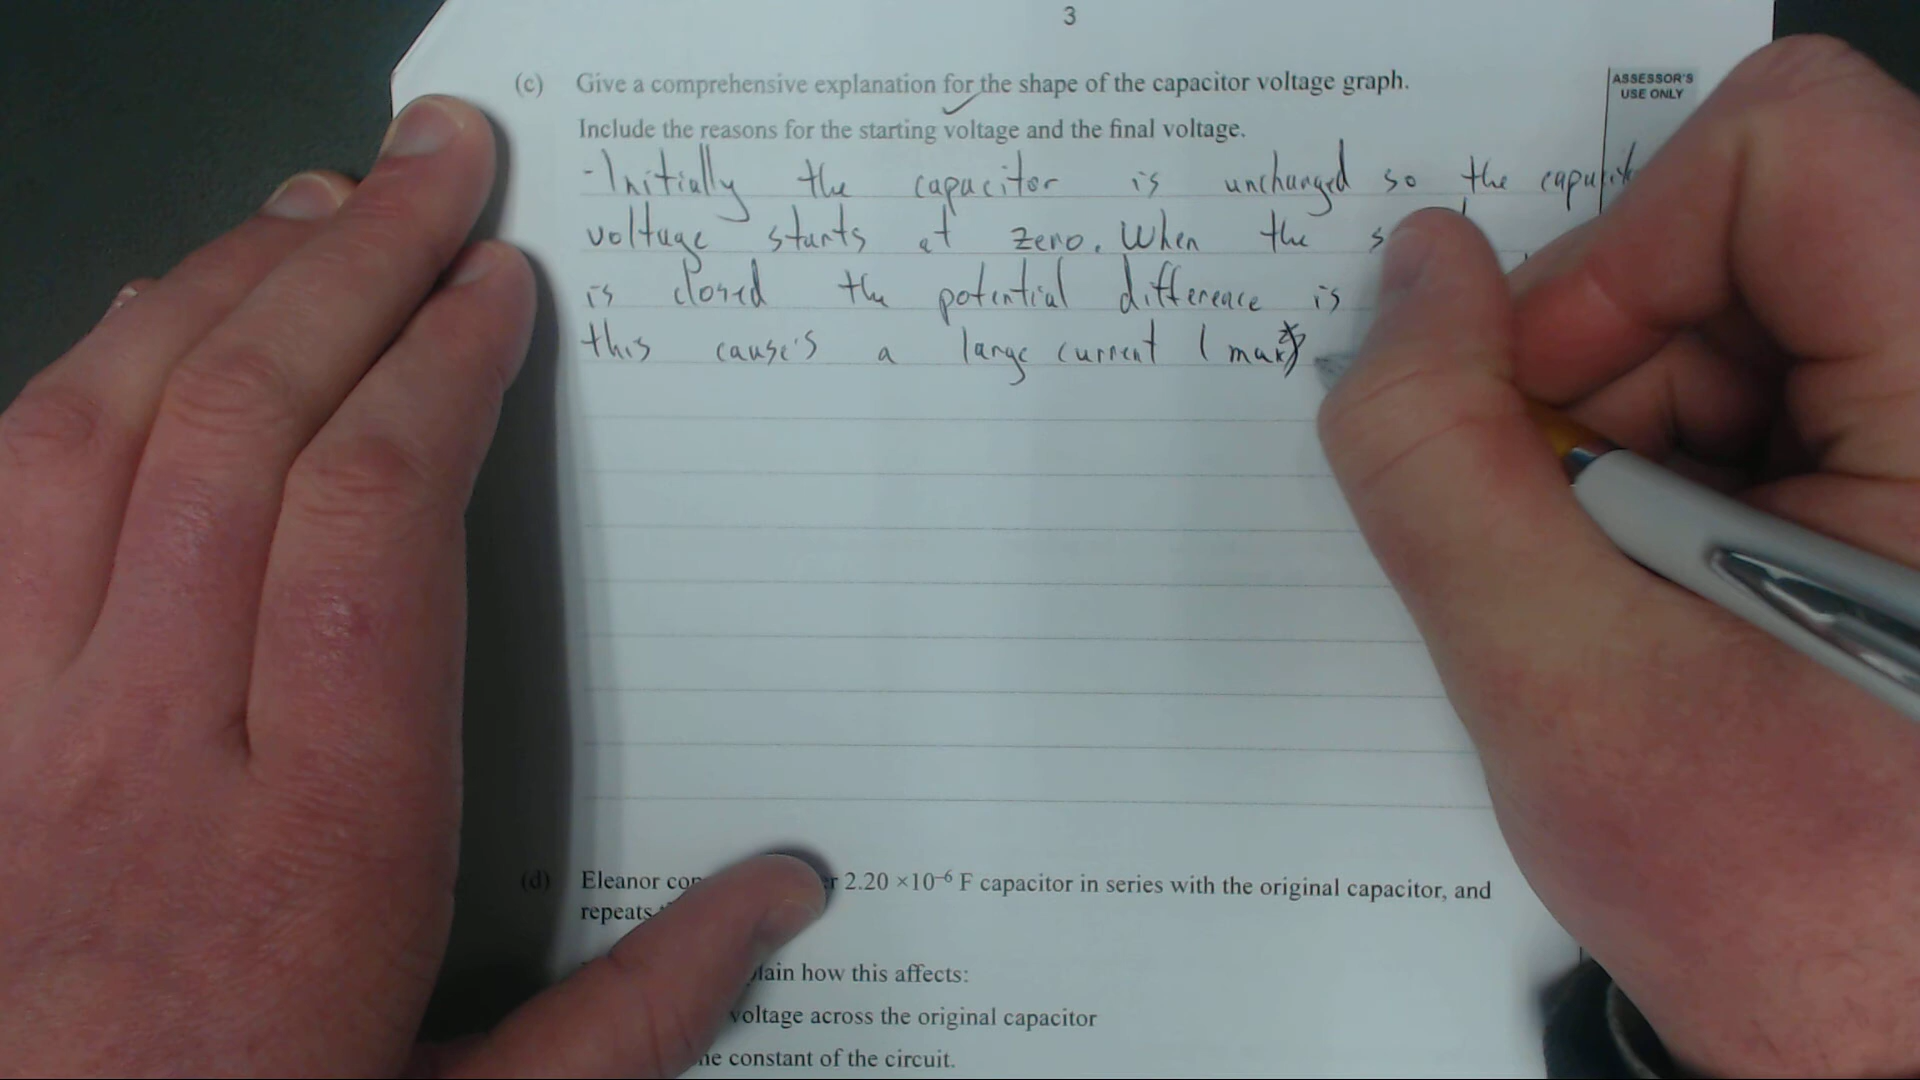 3
(c) Give a comprehensive explanation for the shape of the capacitor voltage graph.
ASSESSOR'S
USE ONLY
Include the reasons for the starting voltage and the final voltage.
- Initially the capacitor is uncharged so the
voltage starts at zero. When the
is closed the potential difference is
this cause's a large current (max)
(d) Eleanor 2.20 ×10⁻⁶ F capacitor in series with the original capacitor, and
repeats
how this affects:
voltage across the original capacitor
constant of the circuit.